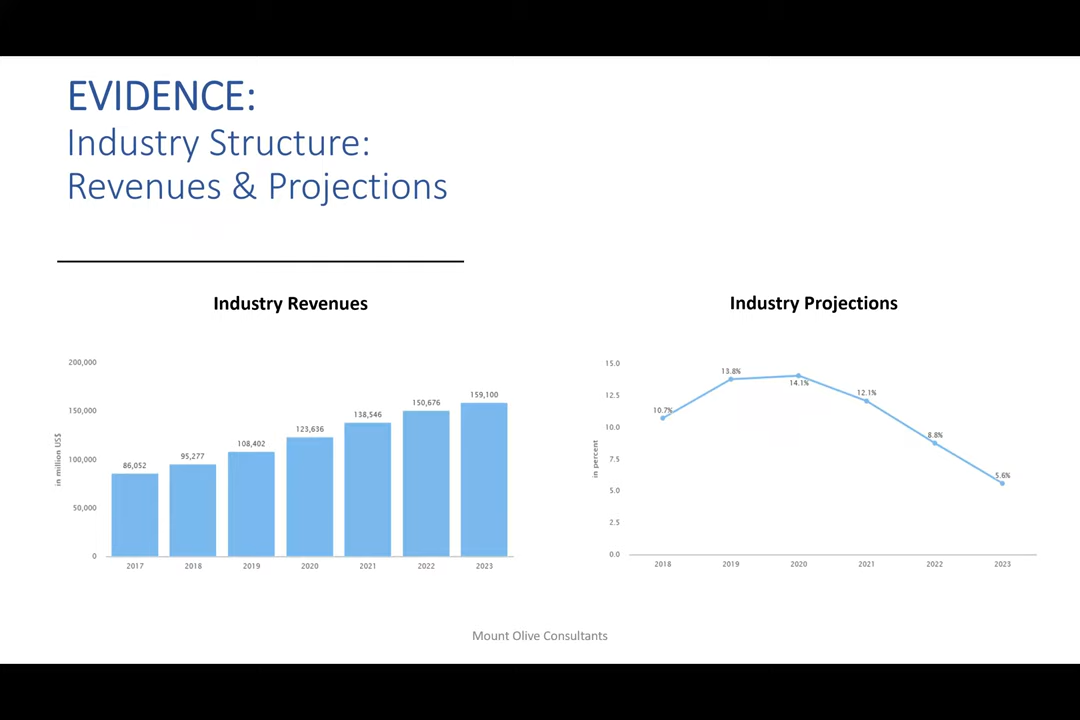 EVIDENCE:
Industry Structure:
Revenues & Projections
Industry Revenues
200,000
150,000
100,000
50,000
0
in million US$
86,052
95,277
108,402
123,636
138,546
150,676
159,100
2017 2018 2019 2020 2021 2022 2023
Industry Projections
15.0
12.5
10.0
7.5
5.0
2.5
0.0
in percent
10.7%
13.8%
14.1%
12.1%
8.8%
5.6%
2018 2019 2020 2021 2022 2023
Mount Olive Consultants